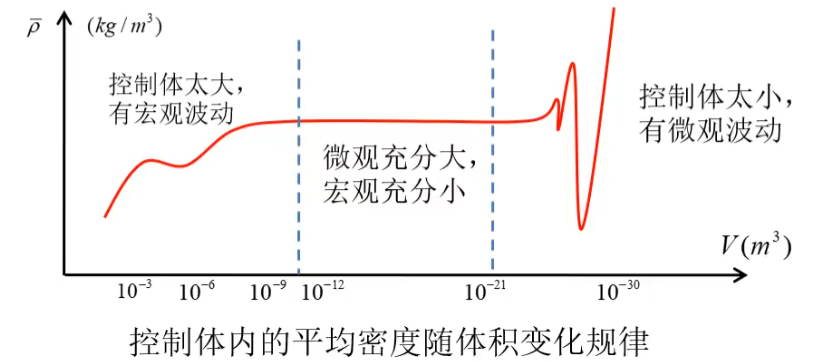 ρ̄ (kg/m³)
控制体太大，
有宏观波动
微观充分大，
宏观充分小
控制体太小，
有微观波动
V(m³)
10⁻³ 10⁻⁶ 10⁻⁹ 10⁻¹² 10⁻²¹ 10⁻³⁰
控制体内的平均密度随体积变化规律